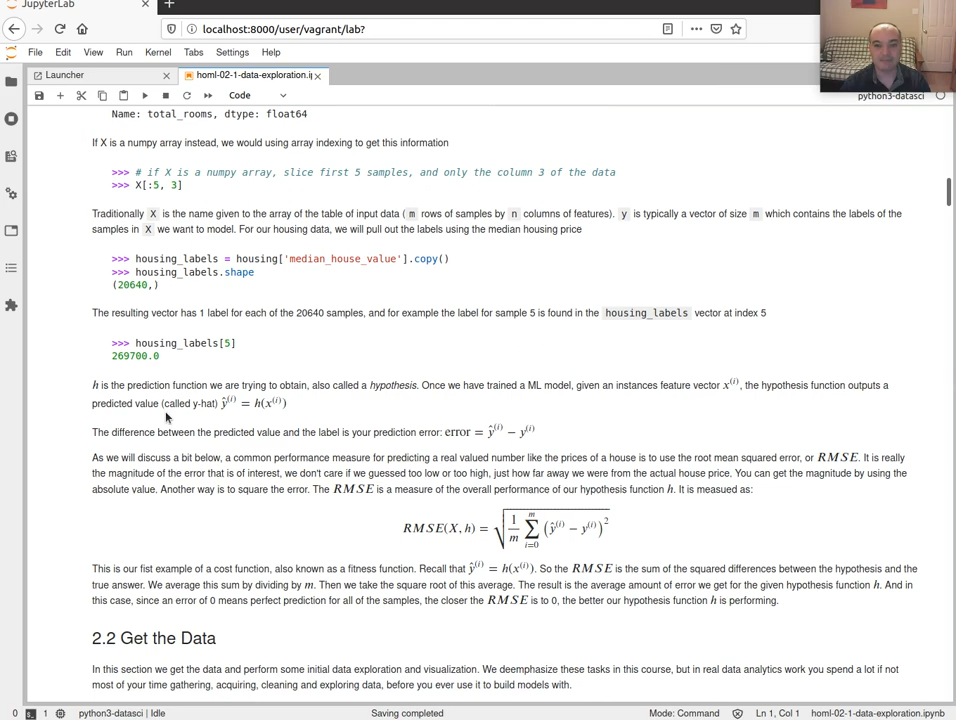 JupyterLab
localhost:8000/user/vagrant/lab?
File Edit View Run Kernel Tabs Settings Help
Launcher homl-02-1-data-exploration.i
Code
python3-datasci
Name: total_rooms, dtype: float64
If X is a numpy array instead, we would using array indexing to get this information
>>> # if X is a numpy array, slice first 5 samples, and only the column 3 of the data
>>> X[:5, 3]
Traditionally X is the name given to the array of the table of input data ( m rows of samples by n columns of features). y is typically a vector of size m which contains the labels of the
samples in X we want to model. For our housing data, we will pull out the labels using the median housing price
>>> housing_labels = housing['median_house_value'].copy()
>>> housing_labels.shape
(20640,)
The resulting vector has 1 label for each of the 20640 samples, and for example the label for sample 5 is found in the housing_labels vector at index 5
>>> housing_labels[5]
269700.0
h is the prediction function we are trying to obtain, also called a hypothesis. Once we have trained a ML model, given an instances feature vector x⁽ⁱ⁾, the hypothesis function outputs a
predicted value (called y-hat) ŷ⁽ⁱ⁾ = h(x⁽ⁱ⁾)
The difference between the predicted value and the label is your prediction error: error = ŷ⁽ⁱ⁾ − y⁽ⁱ⁾
As we will discuss a bit below, a common performance measure for predicting a real valued number like the prices of a house is to use the root mean squared error, or RMSE. It is really
the magnitude of the error that is of interest, we don't care if we guessed too low or too high, just how far away we were from the actual house price. You can get the magnitude by using the
absolute value. Another way is to square the error. The RMSE is a measure of the overall performance of our hypothesis function h. It is measued as:
RMSE(X, h) = √(1/m ∑_{i=0}^{m} (ŷ⁽ⁱ⁾ − y⁽ⁱ⁾)²)
This is our fist example of a cost function, also known as a fitness function. Recall that ŷ⁽ⁱ⁾ = h(x⁽ⁱ⁾). So the RMSE is the sum of the squared differences between the hypothesis and the
true answer. We average this sum by dividing by m. Then we take the square root of this average. The result is the average amount of error we get for the given hypothesis function h. And in
this case, since an error of 0 means perfect prediction for all of the samples, the closer the RMSE is to 0, the better our hypothesis function h is performing.
2.2 Get the Data
In this section we get the data and perform some initial data exploration and visualization. We deemphasize these tasks in this course, but in real data analytics work you spend a lot if not
most of your time gathering, acquiring, cleaning and exploring data, before you ever use it to build models with.
0 1 python3-datasci | Idle Saving completed Mode: Command Ln 1, Col 1 homl-02-1-data-exploration.ipynb